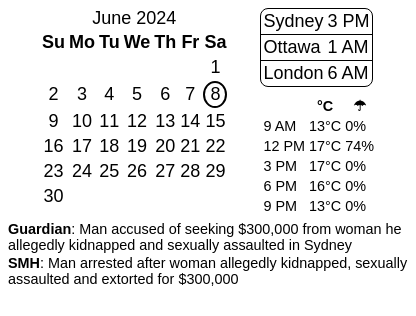 June 2024
Su Mo Tu We Th Fr Sa
1
2 3 4 5 6 7 8
9 10 11 12 13 14 15
16 17 18 19 20 21 22
23 24 25 26 27 28 29
30
Sydney 3 PM
Ottawa 1 AM
London 6 AM
°C ☂
9 AM 13°C 0%
12 PM 17°C 74%
3 PM 17°C 0%
6 PM 16°C 0%
9 PM 13°C 0%
Guardian: Man accused of seeking $300,000 from woman he
allegedly kidnapped and sexually assaulted in Sydney
SMH: Man arrested after woman allegedly kidnapped, sexually
assaulted and extorted for $300,000